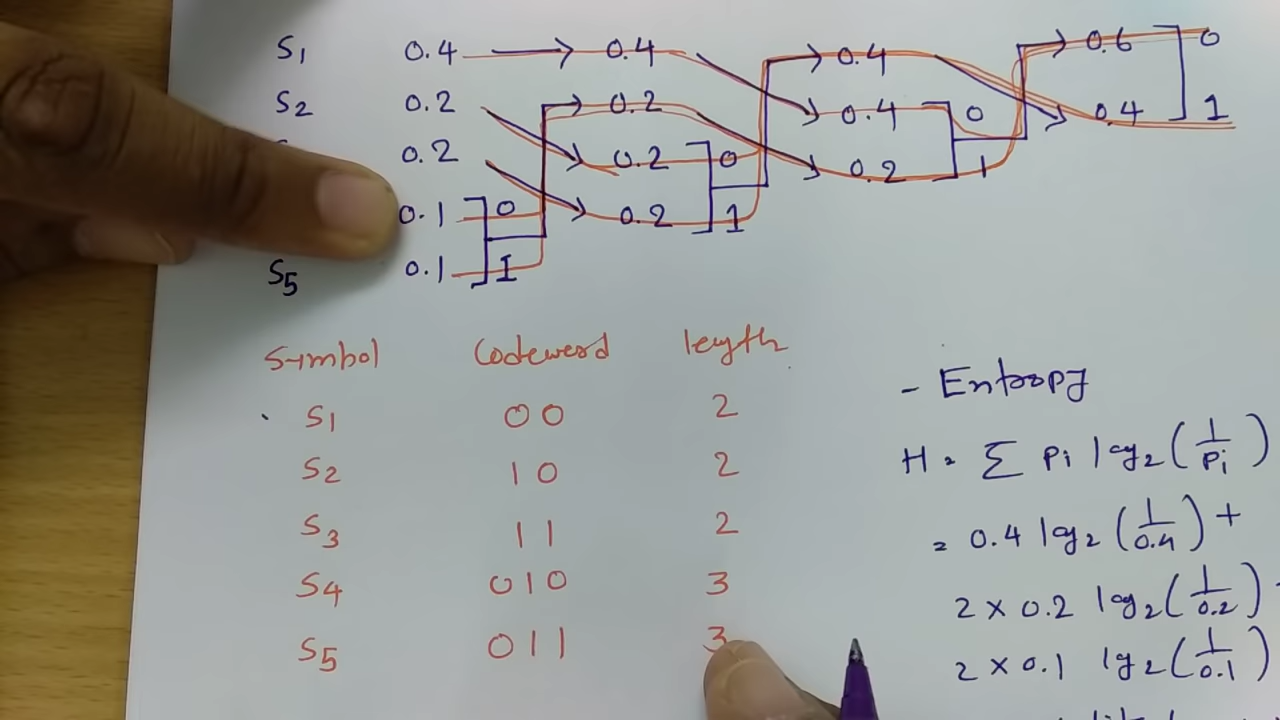 S1 0.4 0.4 0.4 0.6 0
S2 0.2 0.2 0.4 0 0.4 1
0.2 0.2 0 0.2 1
0.1 0 0.2 1
S5 0.1 1
Symbol Codeword length
S1 00 2
S2 10 2
S3 11 2
S4 010 3
S5 011 3
- Entropy
H = Σ Pi log2 (1/Pi)
= 0.4 log2 (1/0.4) +
2 × 0.2 log2 (1/0.2)
2 × 0.1 lg2 (1/0.1)